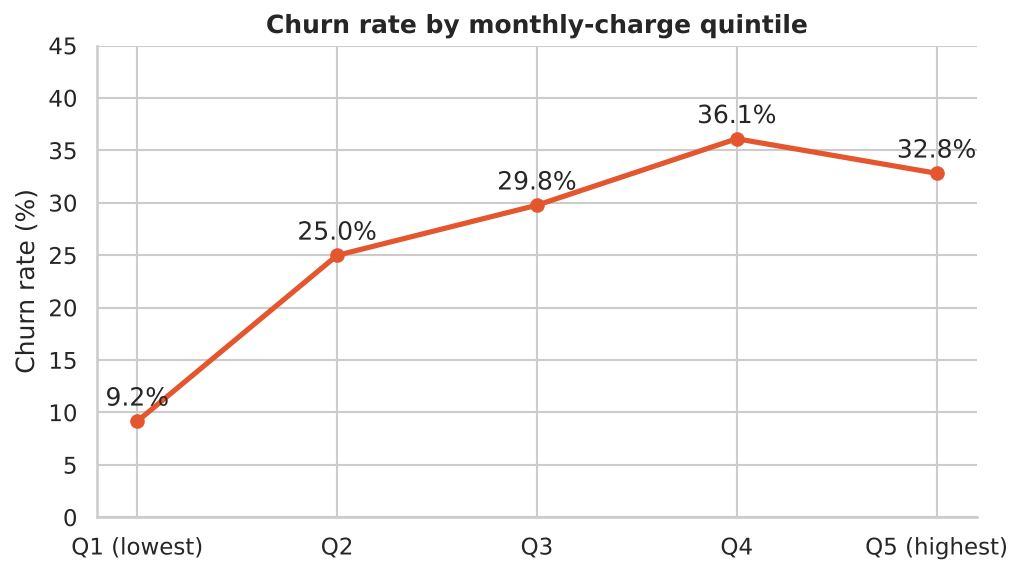 Churn rate by monthly-charge quintile
Churn rate (%)
45
40
35
30
25
20
15
10
5
0
9.2%
25.0%
29.8%
36.1%
32.8%
Q1 (lowest)
Q2
Q3
Q4
Q5 (highest)